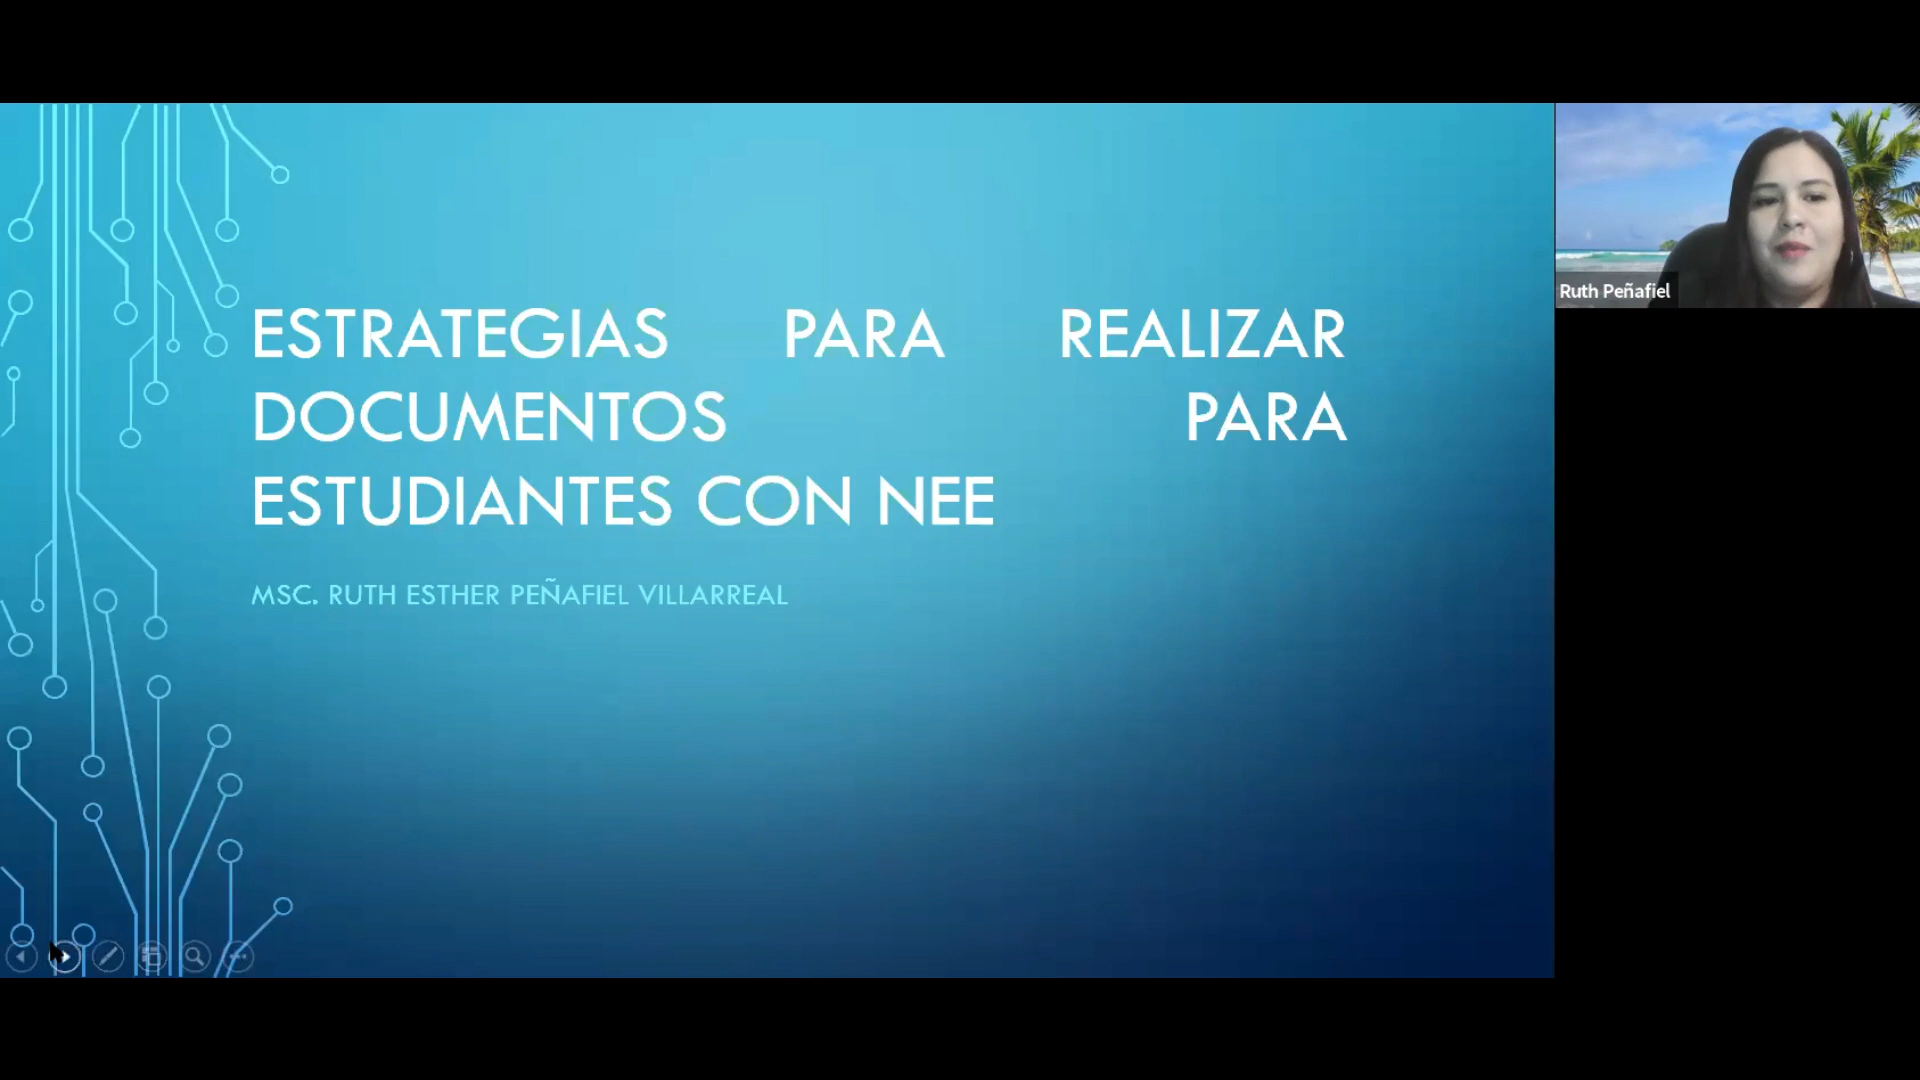 ESTRATEGIAS PARA REALIZAR
DOCUMENTOS PARA
ESTUDIANTES CON NEE
MSC. RUTH ESTHER PEÑAFIEL VILLARREAL
Ruth Peñafiel